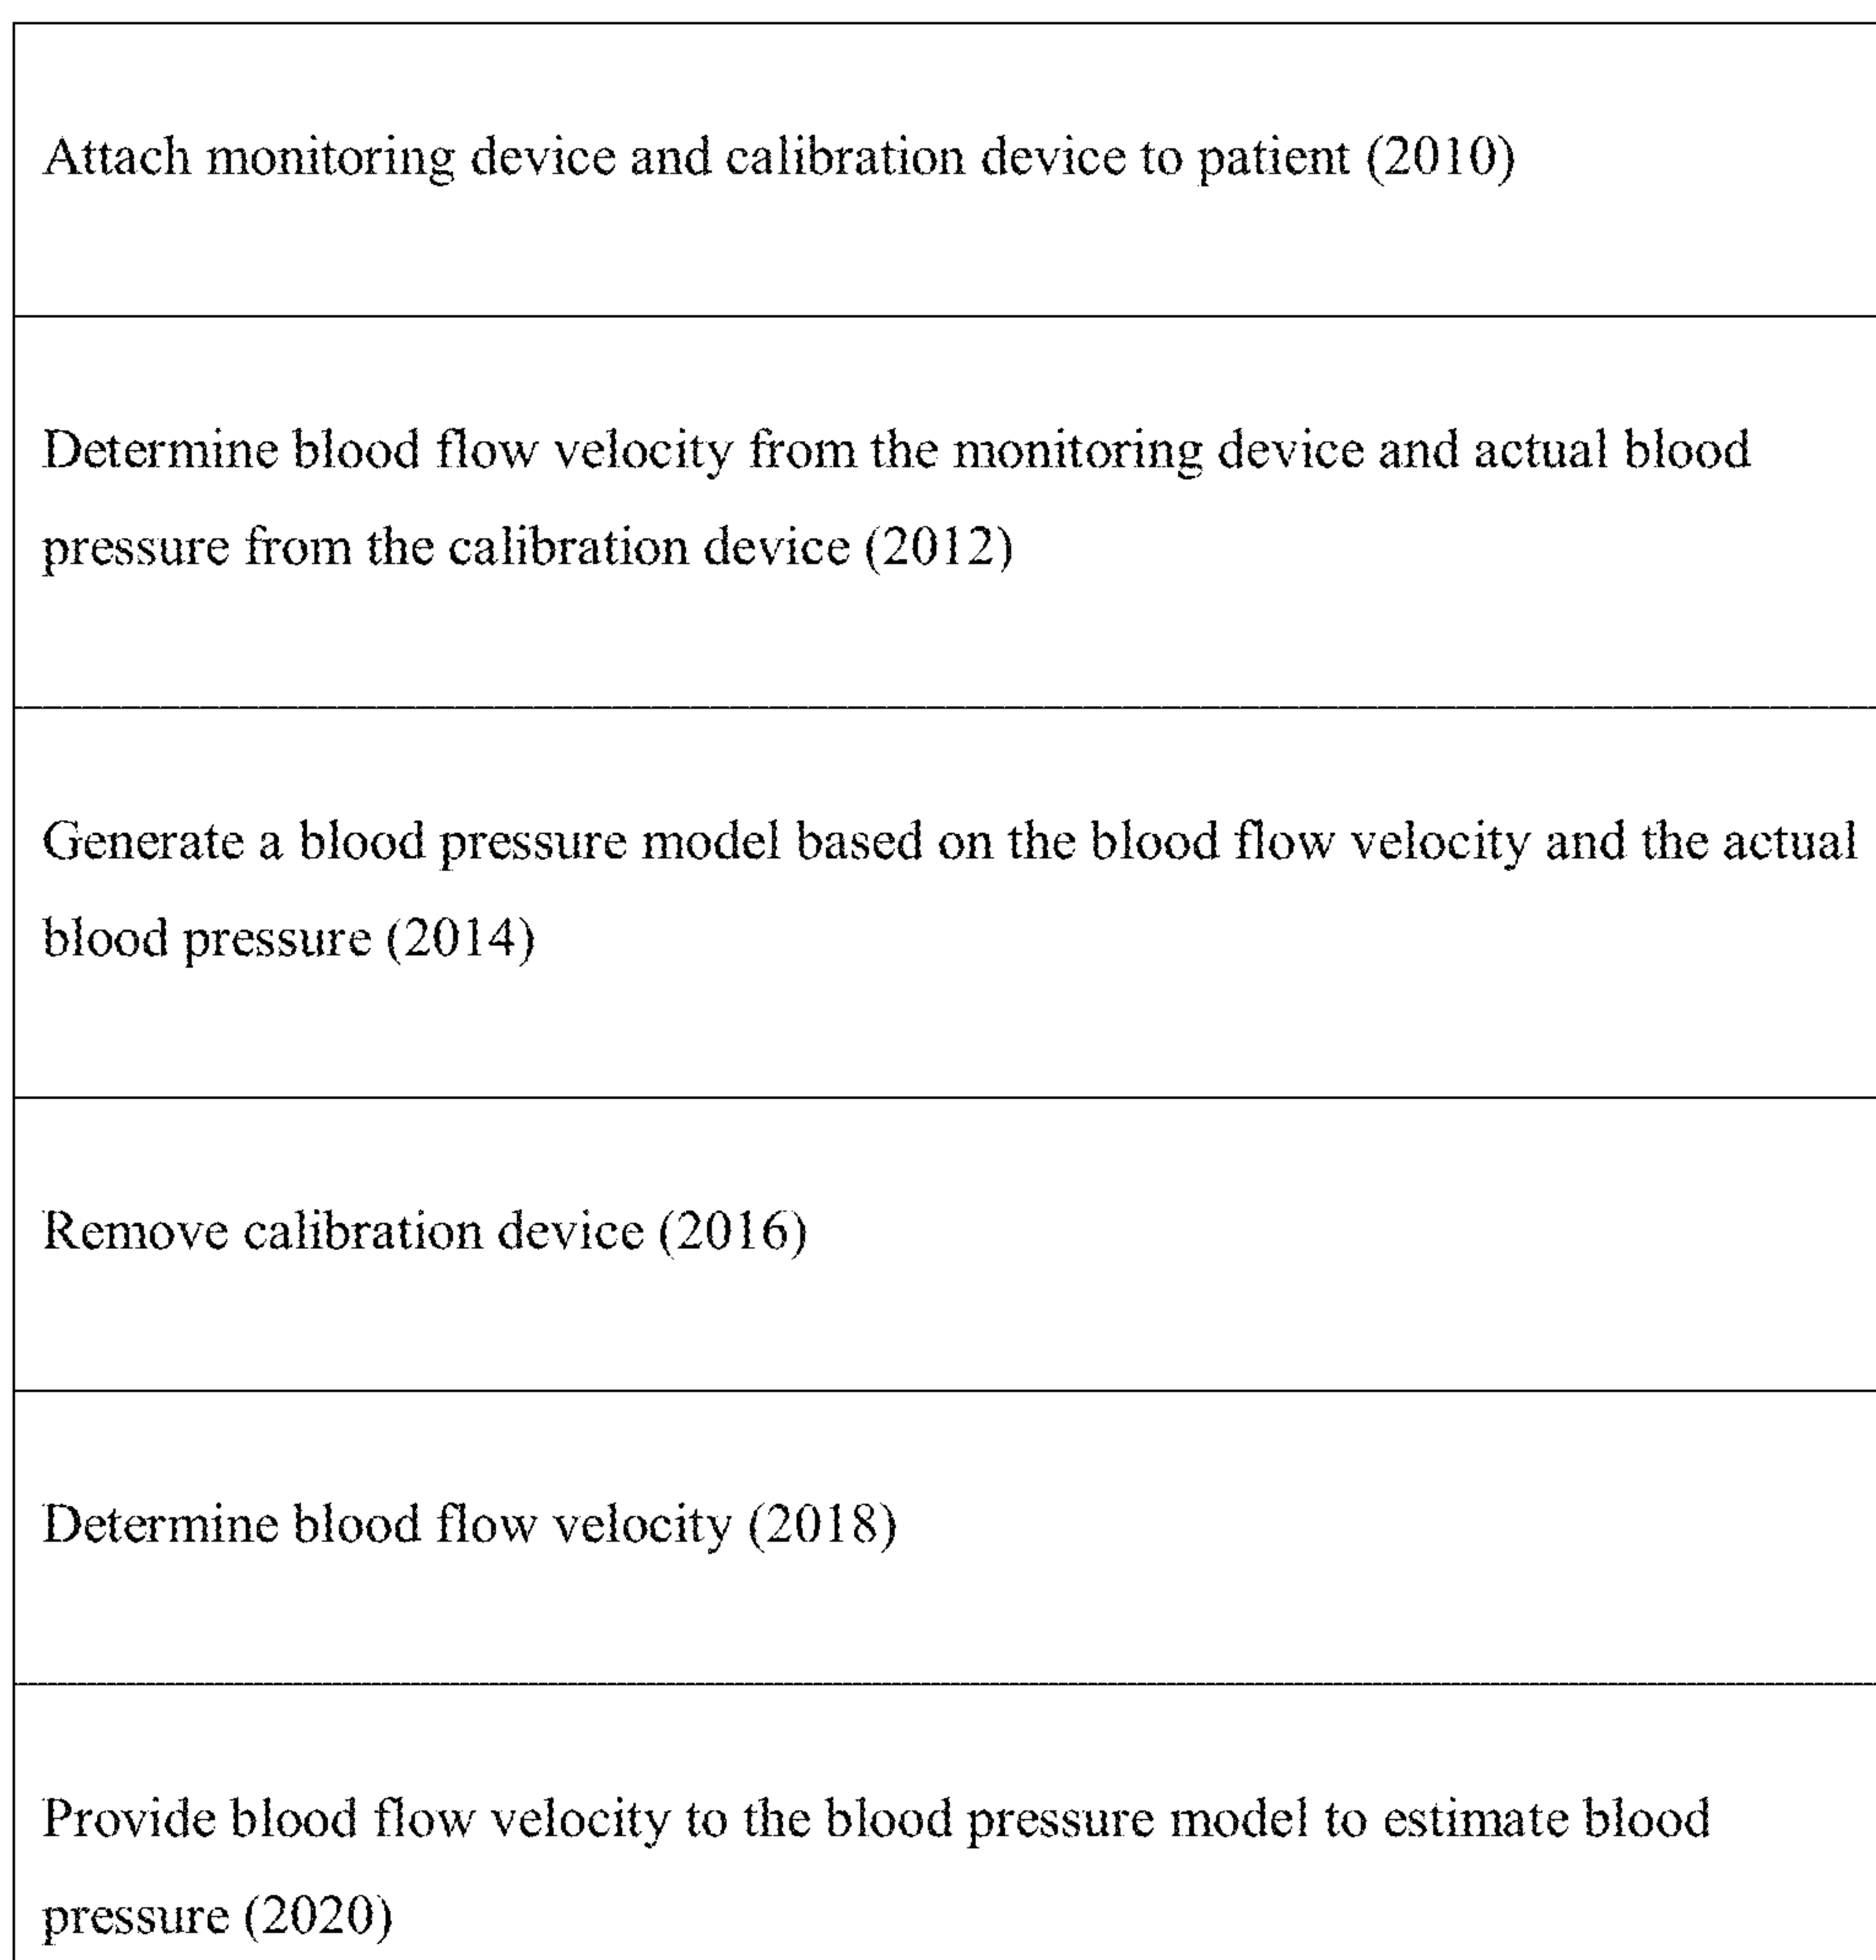 Attach monitoring device and calibration device to patient (2010)
Determine blood flow velocity from the monitoring device and actual blood
pressure from the calibration device (2012)
Generate a blood pressure model based on the blood flow velocity and the actual
blood pressure (2014)
Remove calibration device (2016)
Determine blood flow velocity (2018)
Provide blood flow velocity to the blood pressure model to estimate blood
pressure (2020)